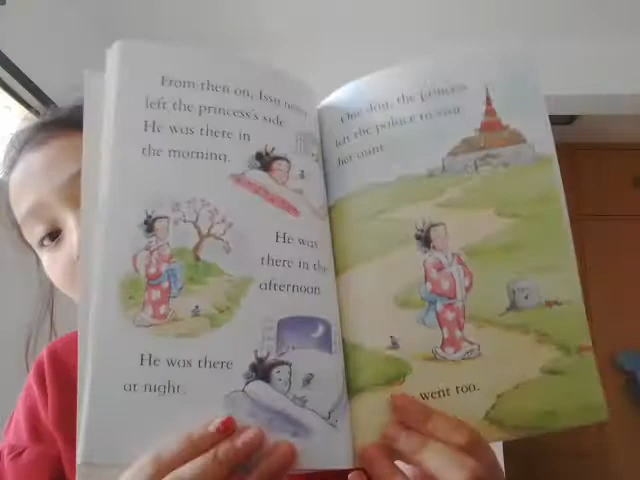 From then on, Issu never
left the princess's side.
He was there in
the morning.
He was
there in the
afternoon.
He was there
at night.
One day, the princess
left the palace to visit
her aunt.
went too.